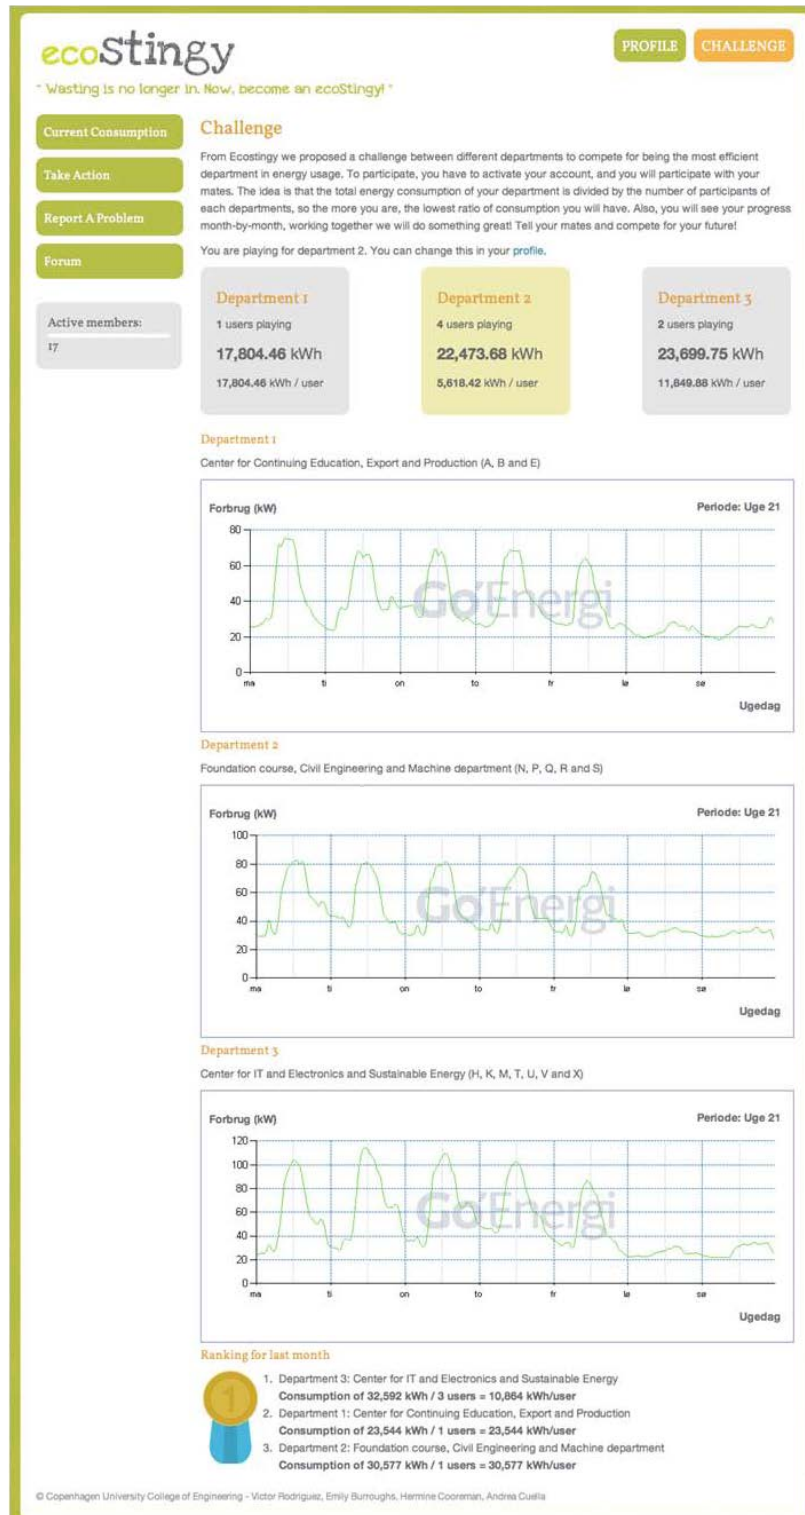 ecoStingy
PROFILE
CHALLENGE
" Wasting is no longer in. Now, become an ecoStingy! "
Current Consumption
Take Action
Report A Problem
Forum
Active members:
17
Challenge
From Ecostingy we proposed a challenge between different departments to compete for being the most efficient
department in energy usage. To participate, you have to activate your account, and you will participate with your
mates. The idea is that the total energy consumption of your department is divided by the number of participants of
each departments, so the more you are, the lowest ratio of consumption you will have. Also, you will see your progress
month-by-month, working together we will do something great! Tell your mates and compete for your future!
You are playing for department 2. You can change this in your profile.
Department 1
1 users playing
17,804.46 kWh
17,804.46 kWh / user
Department 2
4 users playing
22,473.68 kWh
5,618.42 kWh / user
Department 3
2 users playing
23,699.75 kWh
11,849.88 kWh / user
Department 1
Center for Continuing Education, Export and Production (A, B and E)
Forbrug (kW)
Periode: Uge 21
80
60
40
20
0
Go'Energi
ma ti on to fr lø sø
Ugedag
Department 2
Foundation course, Civil Engineering and Machine department (N, P, Q, R and S)
Forbrug (kW)
Periode: Uge 21
100
80
60
40
20
0
Go'Energi
ma ti on to fr lø sø
Ugedag
Department 3
Center for IT and Electronics and Sustainable Energy (H, K, M, T, U, V and X)
Forbrug (kW)
Periode: Uge 21
120
100
80
60
40
20
0
Go'Energi
ma ti on to fr lø sø
Ugedag
Ranking for last month
1
1. Department 3: Center for IT and Electronics and Sustainable Energy
Consumption of 32,592 kWh / 3 users = 10,864 kWh/user
2. Department 1: Center for Continuing Education, Export and Production
Consumption of 23,544 kWh / 1 users = 23,544 kWh/user
3. Department 2: Foundation course, Civil Engineering and Machine department
Consumption of 30,577 kWh / 1 users = 30,577 kWh/user
© Copenhagen University College of Engineering - Victor Rodriguez, Emily Burroughs, Hermine Cooreman, Andrea Cuella